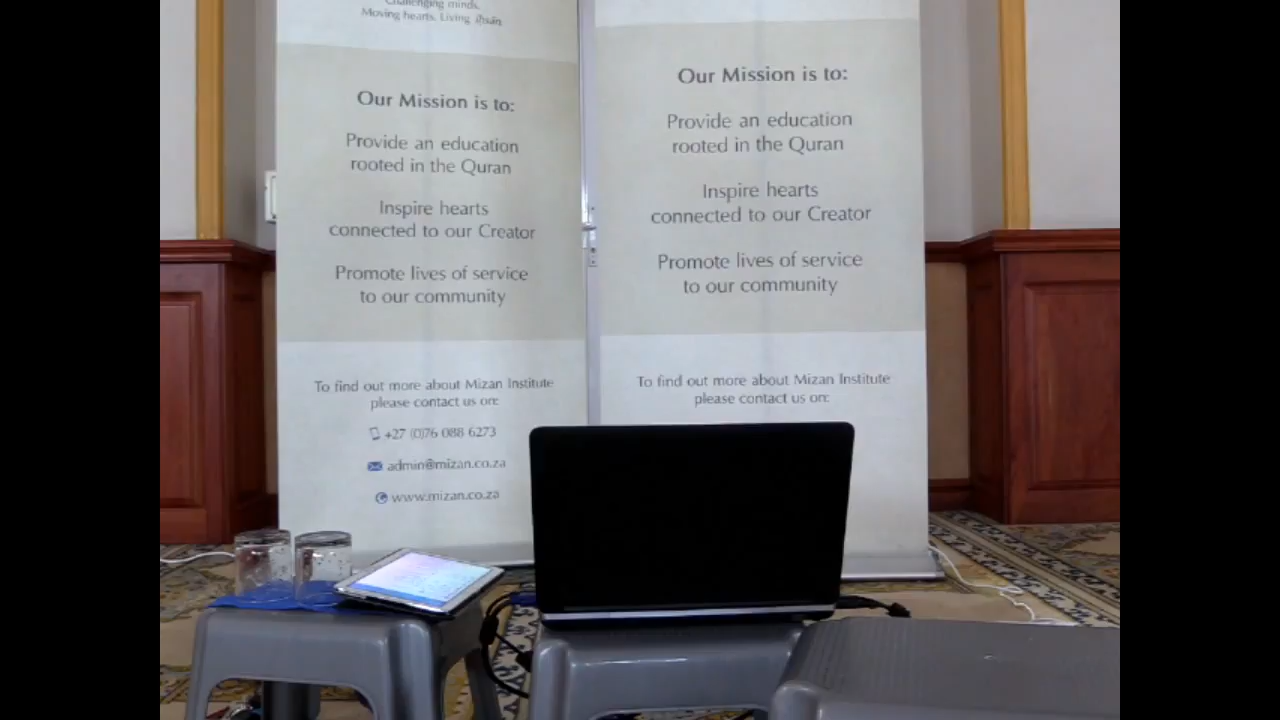 Challenging minds.
Moving hearts. Living ihsān
Our Mission is to:
Provide an education
rooted in the Quran
Inspire hearts
connected to our Creator
Promote lives of service
to our community
To find out more about Mizan Institute
please contact us on:
+27 (0)76 088 6273
admin@mizan.co.za
www.mizan.co.za
Our Mission is to:
Provide an education
rooted in the Quran
Inspire hearts
connected to our Creator
Promote lives of service
to our community
To find out more about Mizan Institute
please contact us on: